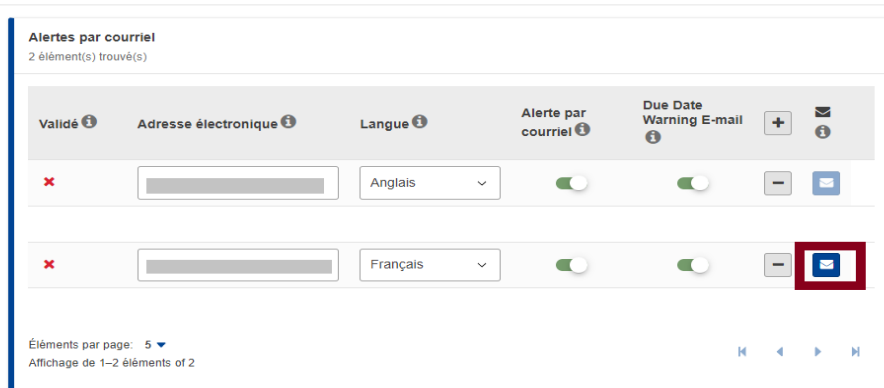 Alertes par courriel
2 élément(s) trouvé(s)
Validé Adresse électronique Langue Alerte par courriel Due Date Warning E-mail
Anglais
Français
Éléments par page: 5
Affichage de 1–2 éléments of 2